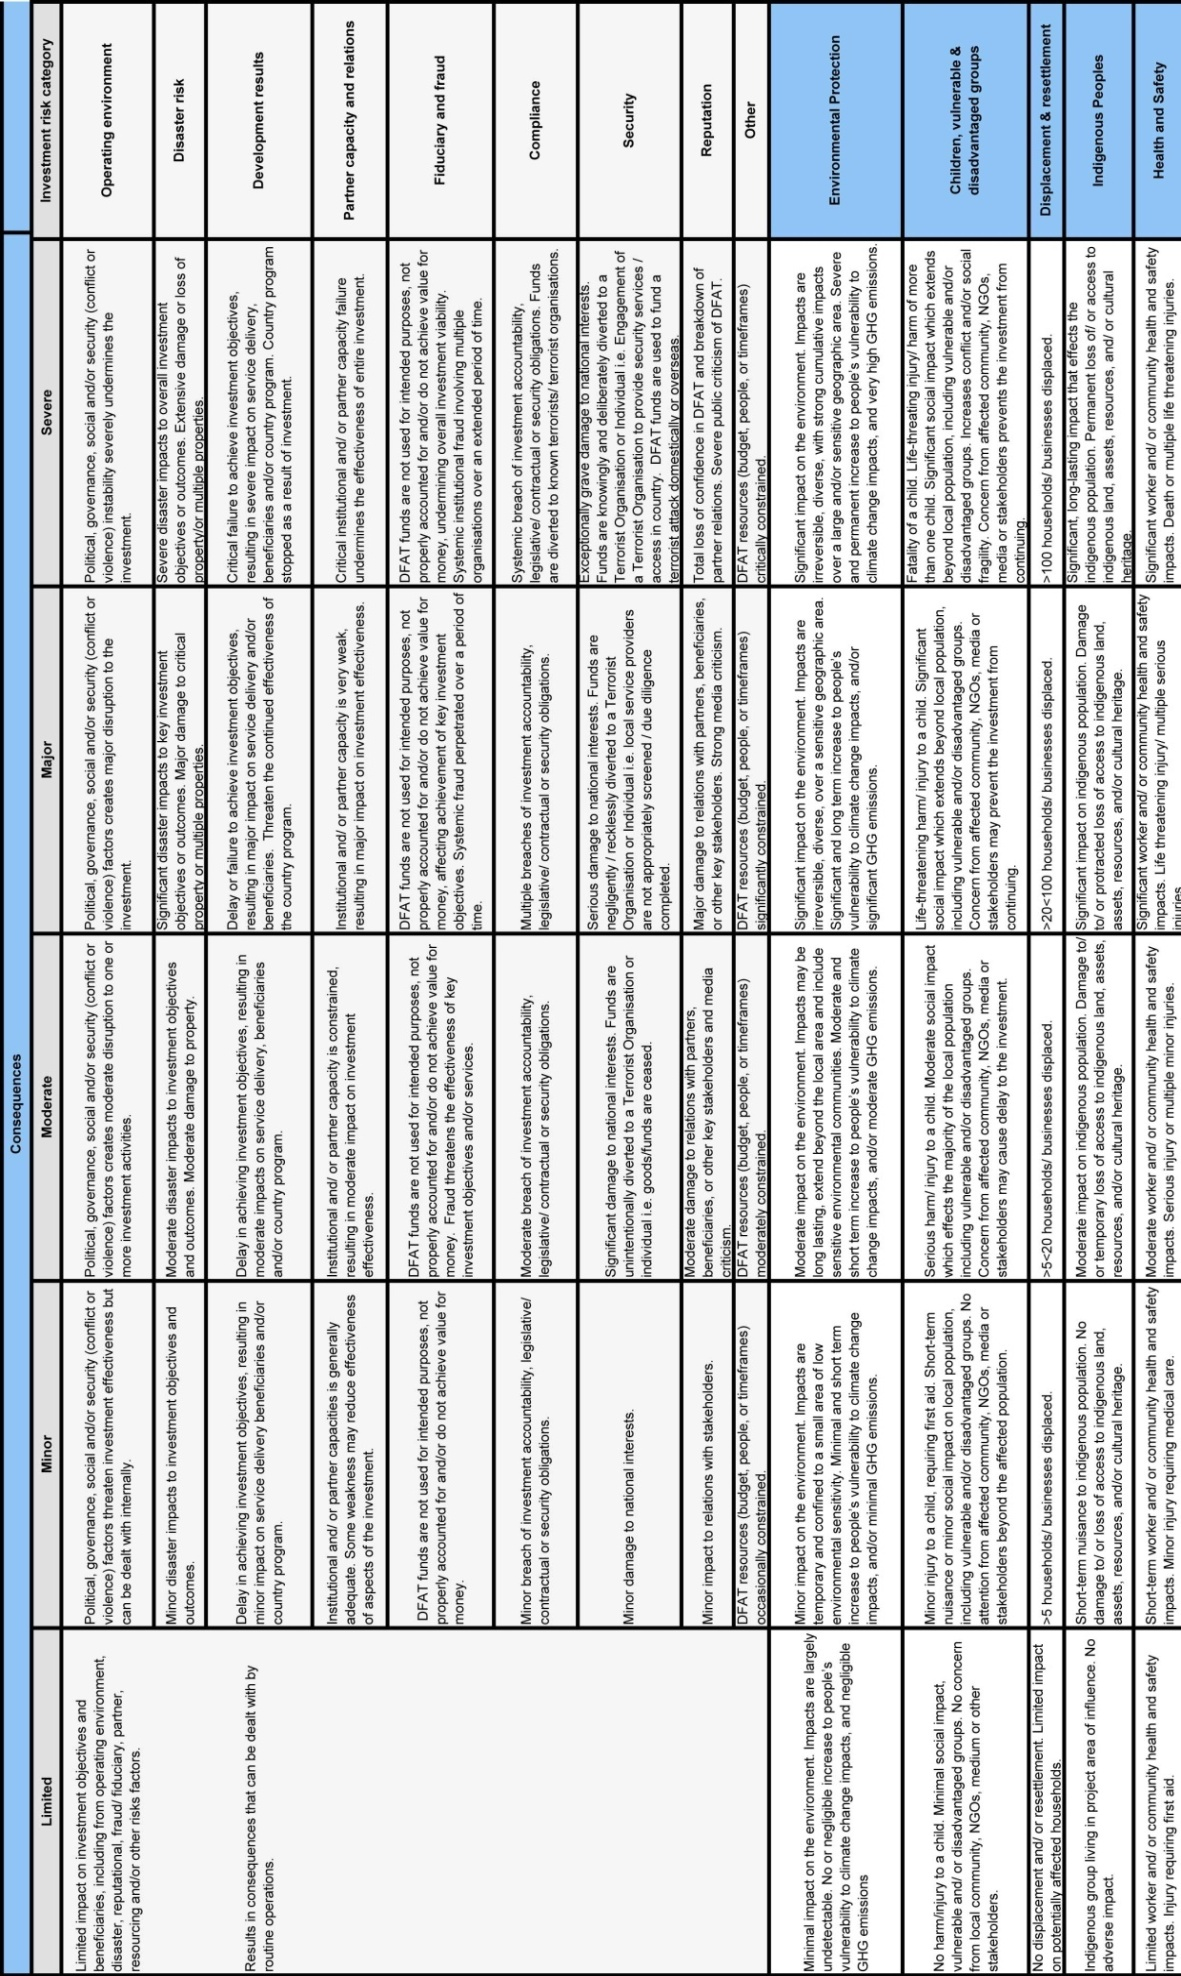 Consequences
Limited
Minor
Moderate
Major
Severe
Investment risk category
Limited impact on investment objectives and
beneficiaries, including from operating environment,
disaster, reputational, fraud/ fiduciary, partner,
resourcing and/or other risks factors.
Results in consequences that can be dealt with by
routine operations.
Political, governance, social and/or security (conflict or
violence) factors threaten investment effectiveness but
can be dealt with internally.
Political, governance, social and/or security (conflict or
violence) factors creates moderate disruption to one or
more investment activities.
Political, governance, social and/or security (conflict or
violence) factors creates major disruption to the
investment.
Political, governance, social and/or security (conflict or
violence) instability severely undermines the
investment.
Operating environment
Minor disaster impacts to investment objectives and
outcomes.
Moderate disaster impacts to investment objectives
and outcomes. Moderate damage to property.
Significant disaster impacts to key investment
objectives or outcomes. Major damage to critical
property or multiple properties.
Severe disaster impacts to overall investment
objectives or outcomes. Extensive damage or loss of
property/or multiple properties.
Disaster risk
Delay in achieving investment objectives, resulting in
minor impact on service delivery beneficiaries and/or
country program.
Delay in achieving investment objectives, resulting in
moderate impacts on service delivery, beneficiaries
and/or country program.
Delay or failure to achieve investment objectives,
resulting in major impact on service delivery and/or
beneficiaries. Threaten the continued effectiveness of
the country program.
Critical failure to achieve investment objectives,
resulting in severe impact on service delivery,
beneficiaries and/or country program. Country program
stopped as a result of investment.
Development results
Institutional and/ or partner capacities is generally
adequate. Some weakness may reduce effectiveness
of aspects of the investment.
Institutional and/ or partner capacity is constrained,
resulting in moderate impact on investment
effectiveness.
Institutional and/ or partner capacity is very weak,
resulting in major impact on investment effectiveness.
Critical institutional and/ or partner capacity failure
undermines the effectiveness of entire investment.
Partner capacity and relations
DFAT funds are not used for intended purposes, not
properly accounted for and/or do not achieve value for
money.
DFAT funds are not used for intended purposes, not
properly accounted for and/or do not achieve value for
money. Fraud threatens the effectiveness of key
investment objectives and/or services.
DFAT funds are not used for intended purposes, not
properly accounted for and/or do not achieve value for
money, affecting achievement of key investment
objectives. Systemic fraud perpetrated over a period of
time.
DFAT funds are not used for intended purposes, not
properly accounted for and/or do not achieve value for
money, undermining overall investment viability.
Systemic institutional fraud involving multiple
organisations over an extended period of time.
Fiduciary and fraud
Minor breach of investment accountability, legislative/
contractual or security obligations.
Moderate breach of investment accountability,
legislative/ contractual or security obligations.
Multiple breaches of investment accountability,
legislative/ contractual or security obligations.
Systemic breach of investment accountability,
legislative/ contractual or security obligations. Funds
are diverted to known terrorists/ terrorist organisations.
Compliance
Minor damage to national interests.
Significant damage to national interests. Funds are
unintentionally diverted to a Terrorist Organisation or
individual i.e. goods/funds are ceased.
Serious damage to national interests. Funds are
negligently / recklessly diverted to a Terrorist
Organisation or Individual i.e. local service providers
are not appropriately screened / due diligence
completed.
Exceptionally grave damage to national interests.
Funds are knowingly and deliberately diverted to a
Terrorist Organisation or Individual i.e. Engagement of
a Terrorist Organisation to provide security services /
access in country. DFAT funds are used to fund a
terrorist attack domestically or overseas.
Security
Minor impact to relations with stakeholders.
Moderate damage to relations with partners,
beneficiaries, or other key stakeholders and media
criticism.
Major damage to relations with partners, beneficiaries,
or other key stakeholders. Strong media criticism.
Total loss of confidence in DFAT and breakdown of
partner relations. Severe public criticism of DFAT.
Reputation
DFAT resources (budget, people, or timeframes)
occasionally constrained.
DFAT resources (budget, people, or timeframes)
moderately constrained.
DFAT resources (budget, people, or timeframes)
significantly constrained.
DFAT resources (budget, people, or timeframes)
critically constrained.
Other
Minimal impact on the environment. Impacts are largely
undetectable. No or negligible increase to people's
vulnerability to climate change impacts, and negligible
GHG emissions
Minor impact on the environment. Impacts are
temporary and confined to a small area of low
environmental sensitivity. Minimal and short term
increase to people's vulnerability to climate change
impacts, and/or minimal GHG emissions.
Moderate impact on the environment. Impacts may be
long lasting, extend beyond the local area and include
sensitive environmental communities. Moderate and
short term increase to people's vulnerability to climate
change impacts, and/or moderate GHG emissions.
Significant impact on the environment. Impacts are
irreversible, diverse, over a sensitive geographic area.
Significant and long term increase to people's
vulnerability to climate change impacts, and/or
significant GHG emissions.
Significant impact on the environment. Impacts are
irreversible, diverse, with strong cumulative impacts
over a large and/or sensitive geographic area. Severe
and permanent increase to people's vulnerability to
climate change impacts, and very high GHG emissions.
Environmental Protection
No harm/injury to a child. Minimal social impact,
vulnerable and/ or disadvantaged groups. No concern
from local community, NGOs, medium or other
stakeholders.
Minor injury to a child, requiring first aid. Short-term
nuisance or minor social impact on local population,
including vulnerable and/or disadvantaged groups. No
attention from affected community, NGOs, media or
stakeholders beyond the affected population.
Serious harm/ injury to a child. Moderate social impact
which effects the majority of the local population
including vulnerable and/or disadvantaged groups.
Concern from affected community, NGOs, media or
stakeholders may cause delay to the investment.
Life-threatening harm/ injury to a child. Significant
social impact which extends beyond local population,
including vulnerable and/or disadvantaged groups.
Concern from affected community, NGOs, media or
stakeholders may prevent the investment from
continuing.
Fatality of a child. Life-threatening injury/ harm of more
than one child. Significant social impact which extends
beyond local population, including vulnerable and/or
disadvantaged groups. Increases conflict and/or social
fragility. Concern from affected community, NGOs,
media or stakeholders prevents the investment from
continuing.
Children, vulnerable &
disadvantaged groups
No displacement and/ or resettlement. Limited impact
on potentially affected households.
>5 households/ businesses displaced.
>5<20 households/ businesses displaced.
>20<100 households/ businesses displaced.
>100 households/ businesses displaced.
Displacement & resettlement
Indigenous group living in project area of influence. No
adverse impact.
Short-term nuisance to indigenous population. No
damage to/ or loss of access to indigenous land,
assets, resources, and/or cultural heritage.
Moderate impact on indigenous population. Damage to/
or temporary loss of access to indigenous land, assets,
resources, and/or cultural heritage.
Significant impact on indigenous population. Damage
to/ or protracted loss of access to indigenous land,
assets, resources, and/or cultural heritage.
Significant, long-lasting impact that effects the
indigenous population. Permanent loss of/ or access to
indigenous land, assets, resources, and/ or cultural
heritage.
Indigenous Peoples
Limited worker and/ or community health and safety
impacts. Injury requiring first aid.
Short-term worker and/ or community health and safety
impacts. Minor injury requiring medical care.
Moderate worker and/ or community health and safety
impacts. Serious injury or multiple minor injuries.
Significant worker and/ or community health and safety
impacts. Life threatening injury/ multiple serious
injuries.
Significant worker and/ or community health and safety
impacts. Death or multiple life threatening injuries.
Health and Safety